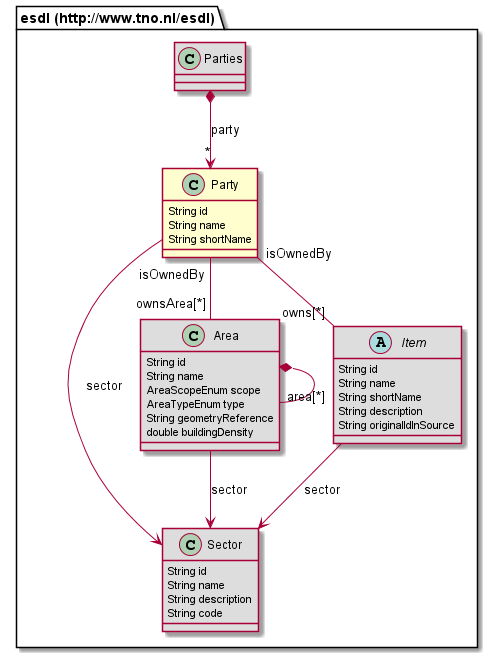 esdl (http://www.tno.nl/esdl)
C Parties
party
*
C Party
String id
String name
String shortName
isOwnedBy
isOwnedBy
ownsArea[*]
owns[*]
C Area
String id
String name
AreaScopeEnum scope
AreaTypeEnum type
String geometryReference
double buildingDensity
area[*]
A Item
String id
String name
String shortName
String description
String originalIdInSource
sector
sector
sector
C Sector
String id
String name
String description
String code